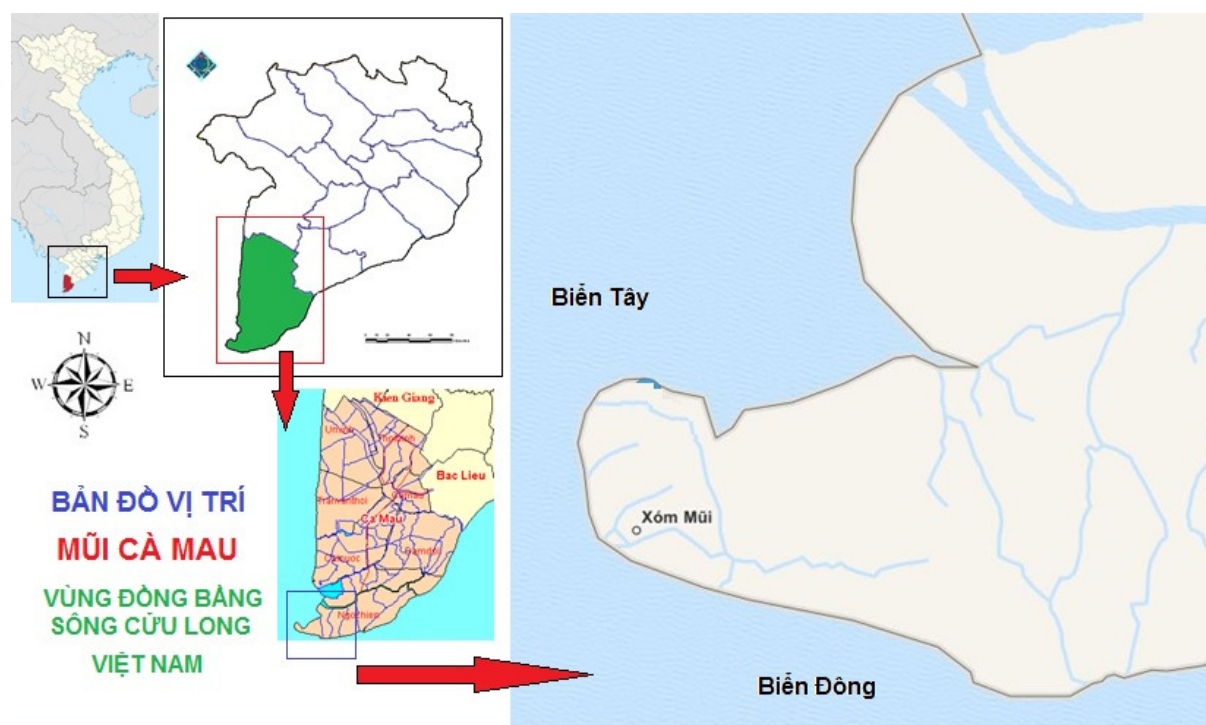 N
W
E
S
BẢN ĐỒ VỊ TRÍ
MŨI CÀ MAU
VÙNG ĐỒNG BẰNG
SÔNG CỬU LONG
VIỆT NAM
Kien Giang
Bac Lieu
Ca Mau
Biển Tây
Xóm Mũi
Biển Đông